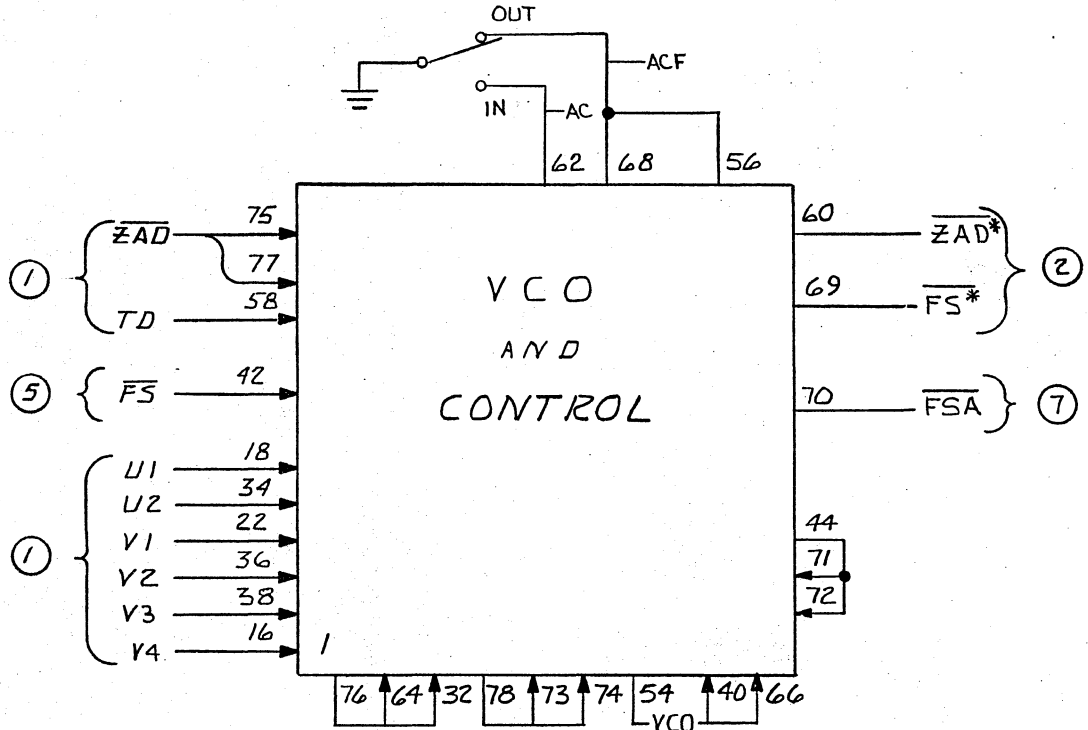 OUT
ACF
IN
AC
62 68 56
ZAD 75
77
TD 58
1
FS 42
5
U1 18
U2 34
V1 22
V2 36
V3 38
V4 16
1
VCO
AND
CONTROL
1
60 ZAD*
69 FS*
2
70 FSA
7
44
71
72
76 64 32 78 73 74 54 40 66
VCO